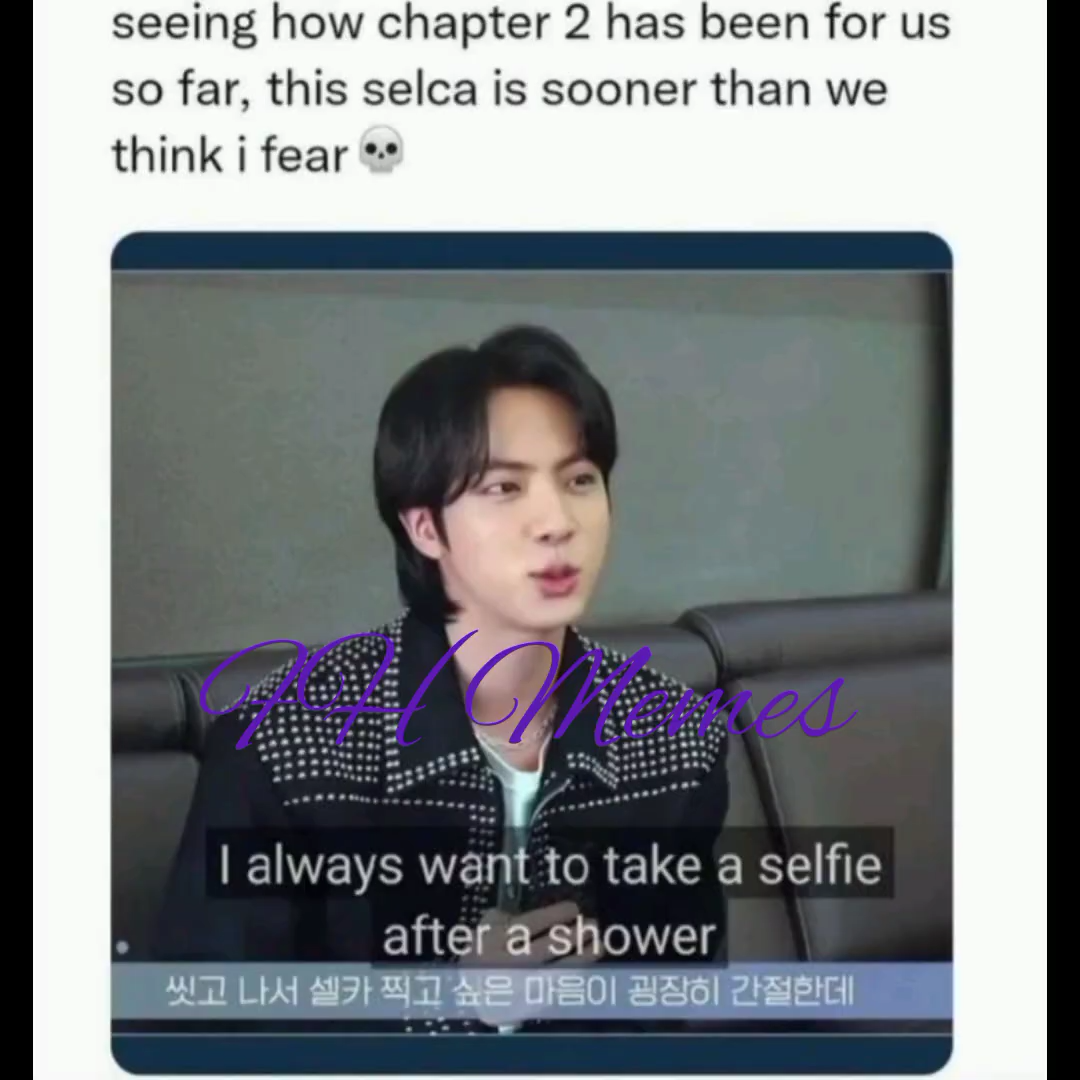 seeing how chapter 2 has been for us
so far, this selca is sooner than we
think i fear 💀
I always want to take a selfie
after a shower
씻고 나서 셀카 찍고 싶은 마음이 굉장히 간절한데